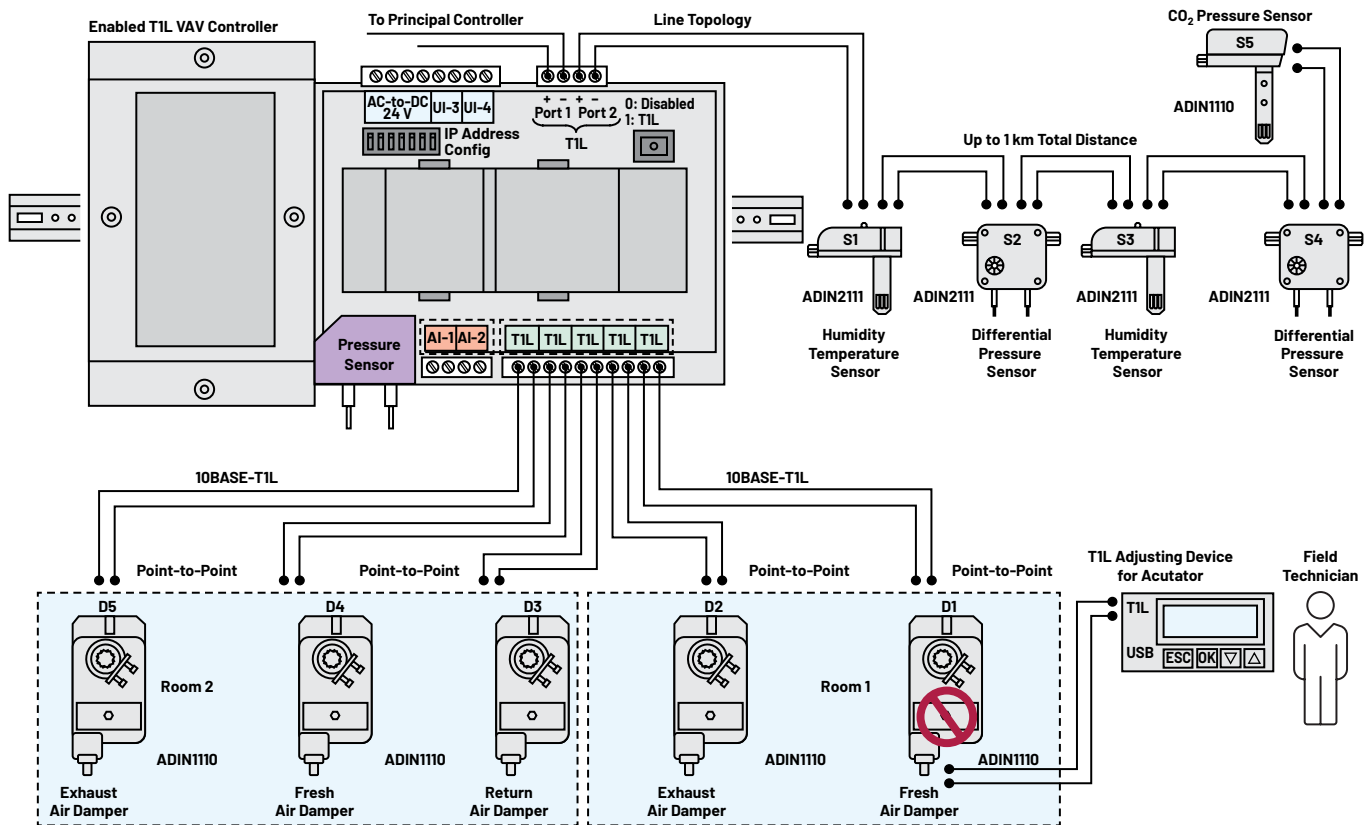 Enabled T1L VAV Controller
To Principal Controller
Line Topology
CO₂ Pressure Sensor
S5
ADIN1110
AC-to-DC
24 V
UI-3
UI-4
+ − + −
Port 1 Port 2
T1L
0: Disabled
1: T1L
IP Address
Config
Up to 1 km Total Distance
S1
S2
S3
S4
ADIN2111
ADIN2111
ADIN2111
ADIN2111
Humidity
Temperature
Sensor
Differential
Pressure
Sensor
Humidity
Temperature
Sensor
Differential
Pressure
Sensor
Pressure
Sensor
AI-1
AI-2
T1L
T1L
T1L
T1L
T1L
10BASE-T1L
10BASE-T1L
Point-to-Point
Point-to-Point
Point-to-Point
Point-to-Point
T1L Adjusting Device
for Acutator
Field
Technician
T1L
USB
ESC
OK
D5
D4
D3
D2
D1
Room 2
Room 1
ADIN1110
ADIN1110
ADIN1110
ADIN1110
Exhaust
Air Damper
Fresh
Air Damper
Return
Air Damper
Exhaust
Air Damper
Fresh
Air Damper